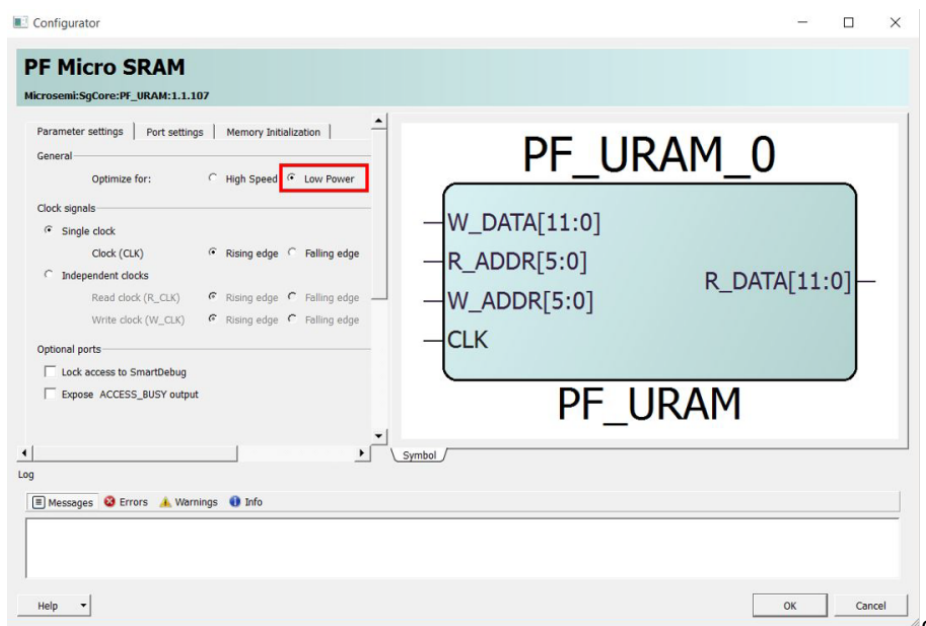 Configurator
PF Micro SRAM
Microsemi:SgCore:PF_URAM:1.1.107
Parameter settings Port settings Memory Initialization
General
Optimize for: High Speed Low Power
Clock signals
Single clock
Clock (CLK) Rising edge Falling edge
Independent clocks
Read clock (R_CLK) Rising edge Falling edge
Write clock (W_CLK) Rising edge Falling edge
Optional ports
Lock access to SmartDebug
Expose ACCESS_BUSY output
PF_URAM_0
W_DATA[11:0]
R_ADDR[5:0]
R_DATA[11:0]
W_ADDR[5:0]
CLK
PF_URAM
Symbol
Log
Messages Errors Warnings Info
Help OK Cancel